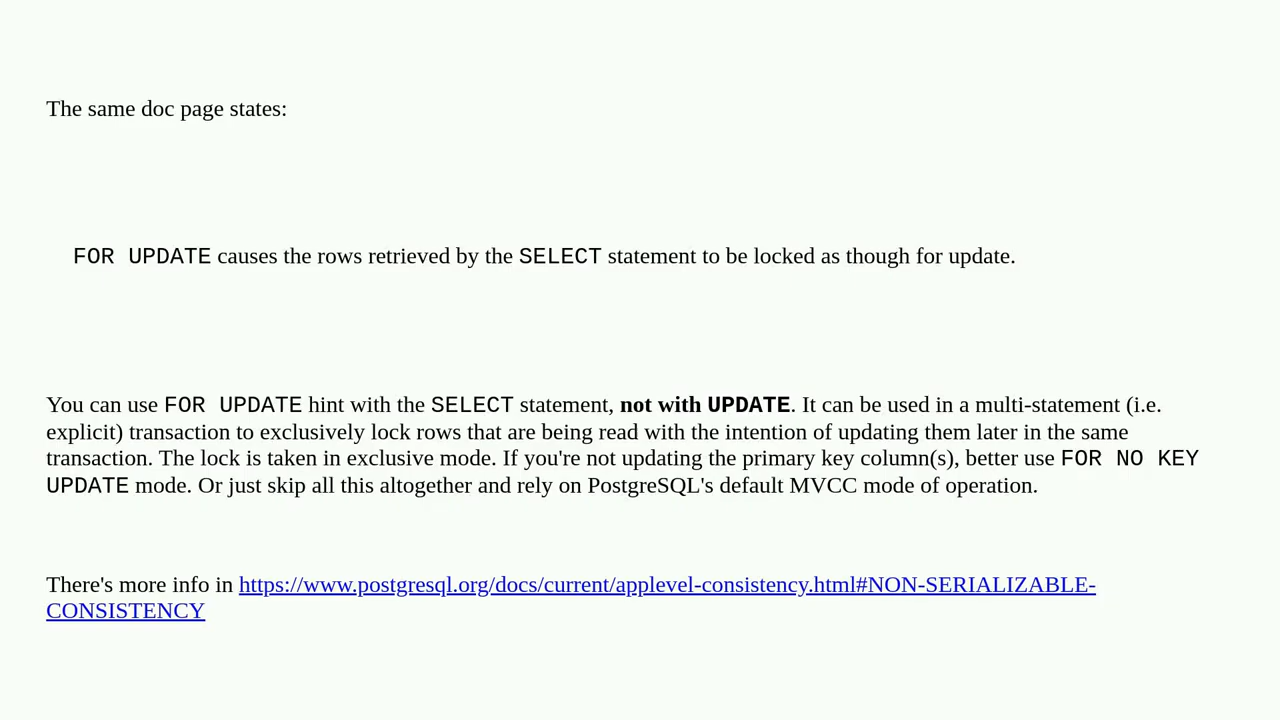 The same doc page states:
FOR UPDATE causes the rows retrieved by the SELECT statement to be locked as though for update.
You can use FOR UPDATE hint with the SELECT statement, not with UPDATE. It can be used in a multi-statement (i.e.
explicit) transaction to exclusively lock rows that are being read with the intention of updating them later in the same
transaction. The lock is taken in exclusive mode. If you're not updating the primary key column(s), better use FOR NO KEY
UPDATE mode. Or just skip all this altogether and rely on PostgreSQL's default MVCC mode of operation.
There's more info in https://www.postgresql.org/docs/current/applevel-consistency.html#NON-SERIALIZABLE-
CONSISTENCY